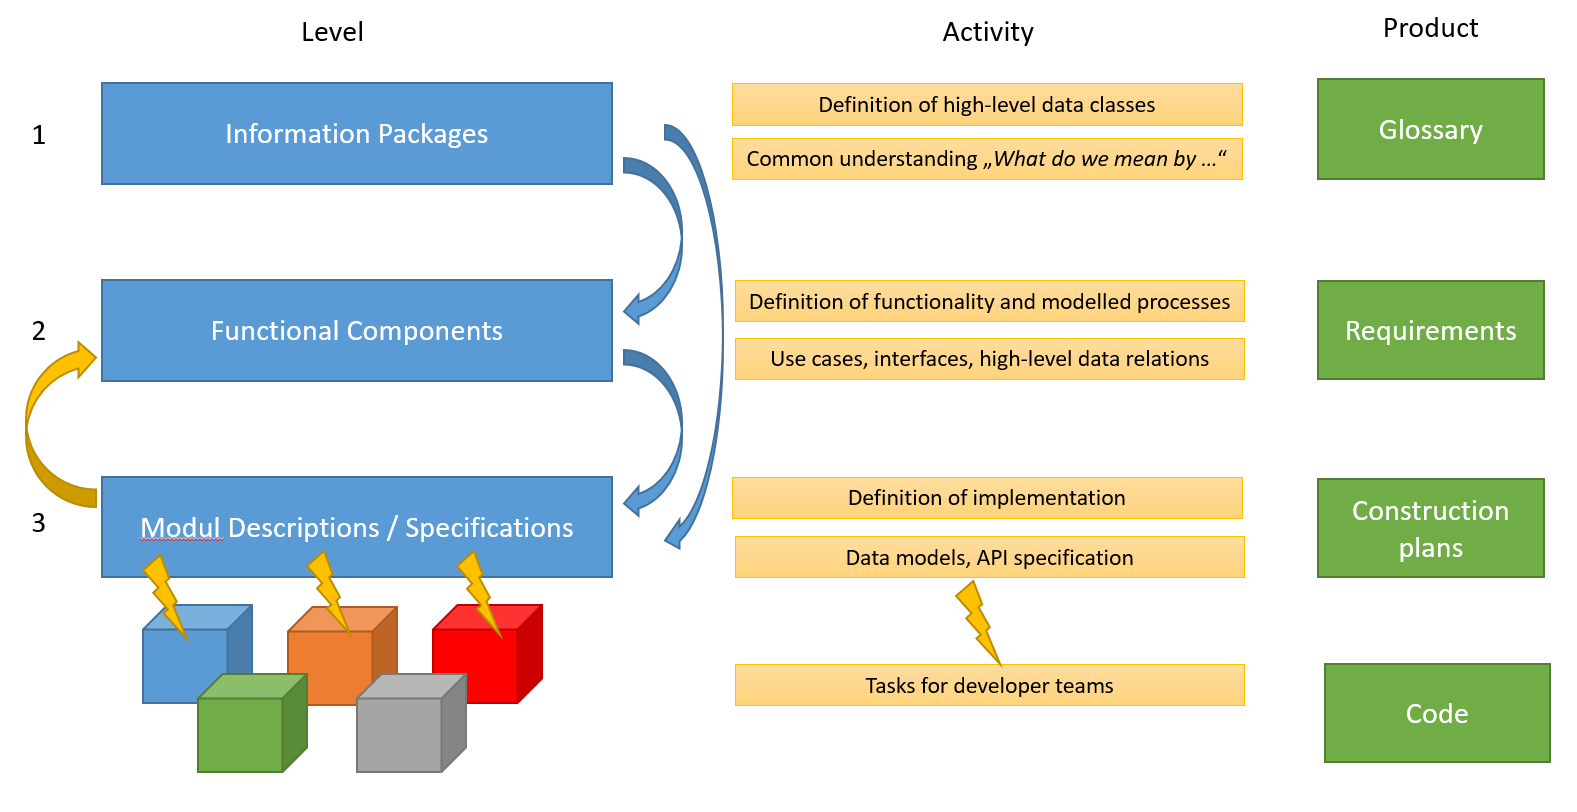 Level
Activity
Product
1
Information Packages
Definition of high-level data classes
Common understanding „What do we mean by ...“
Glossary
2
Functional Components
Definition of functionality and modelled processes
Use cases, interfaces, high-level data relations
Requirements
3
Modul Descriptions / Specifications
Definition of implementation
Data models, API specification
Construction
plans
Tasks for developer teams
Code